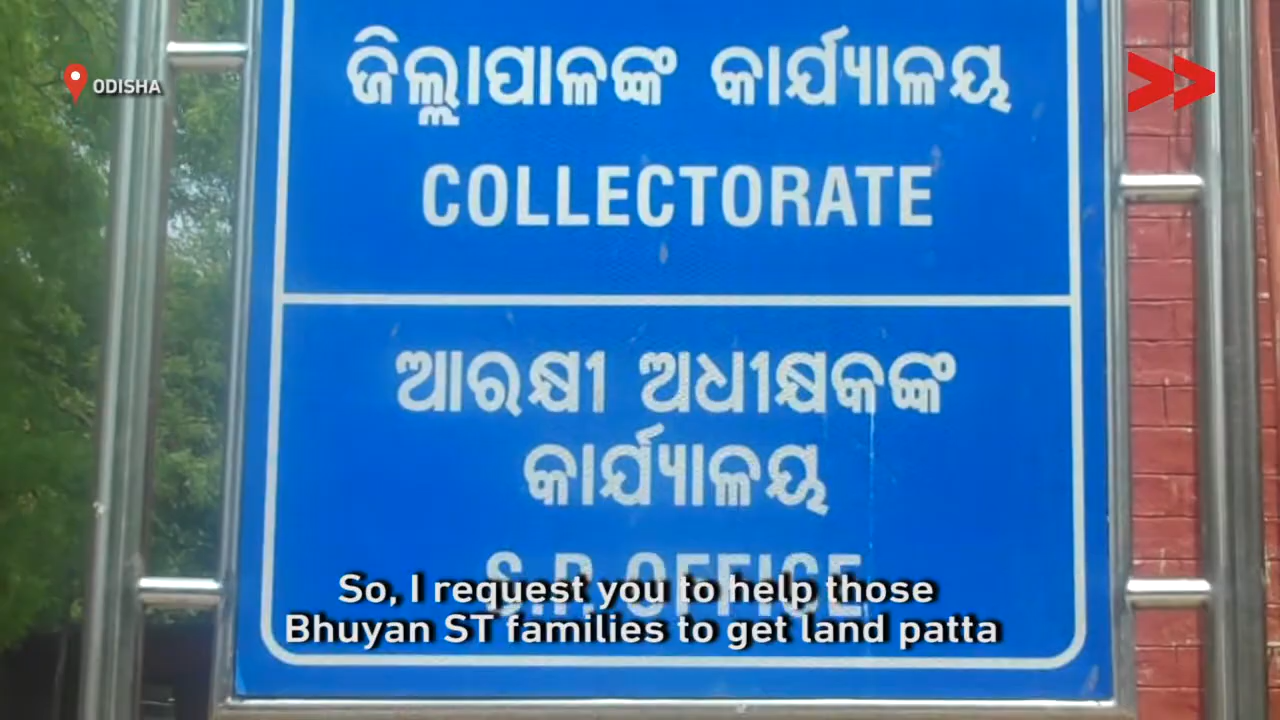 ODISHA
ଜିଲ୍ଲାପାଳଙ୍କ କାର୍ଯ୍ୟାଳୟ
COLLECTORATE
ଆରକ୍ଷୀ ଅଧୀକ୍ଷକଙ୍କ
କାର୍ଯ୍ୟାଳୟ
S.P. OFFICE
So, I request you to help those
Bhuyan ST families to get land patta